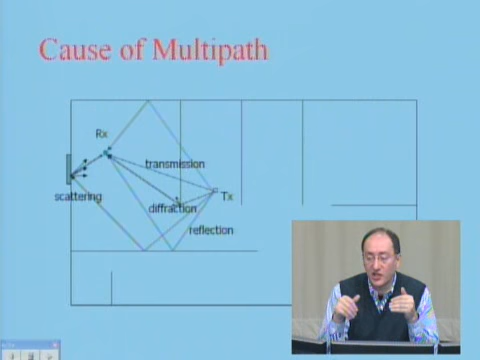 Cause of Multipath
Rx
transmission
scattering
Tx
diffraction
reflection